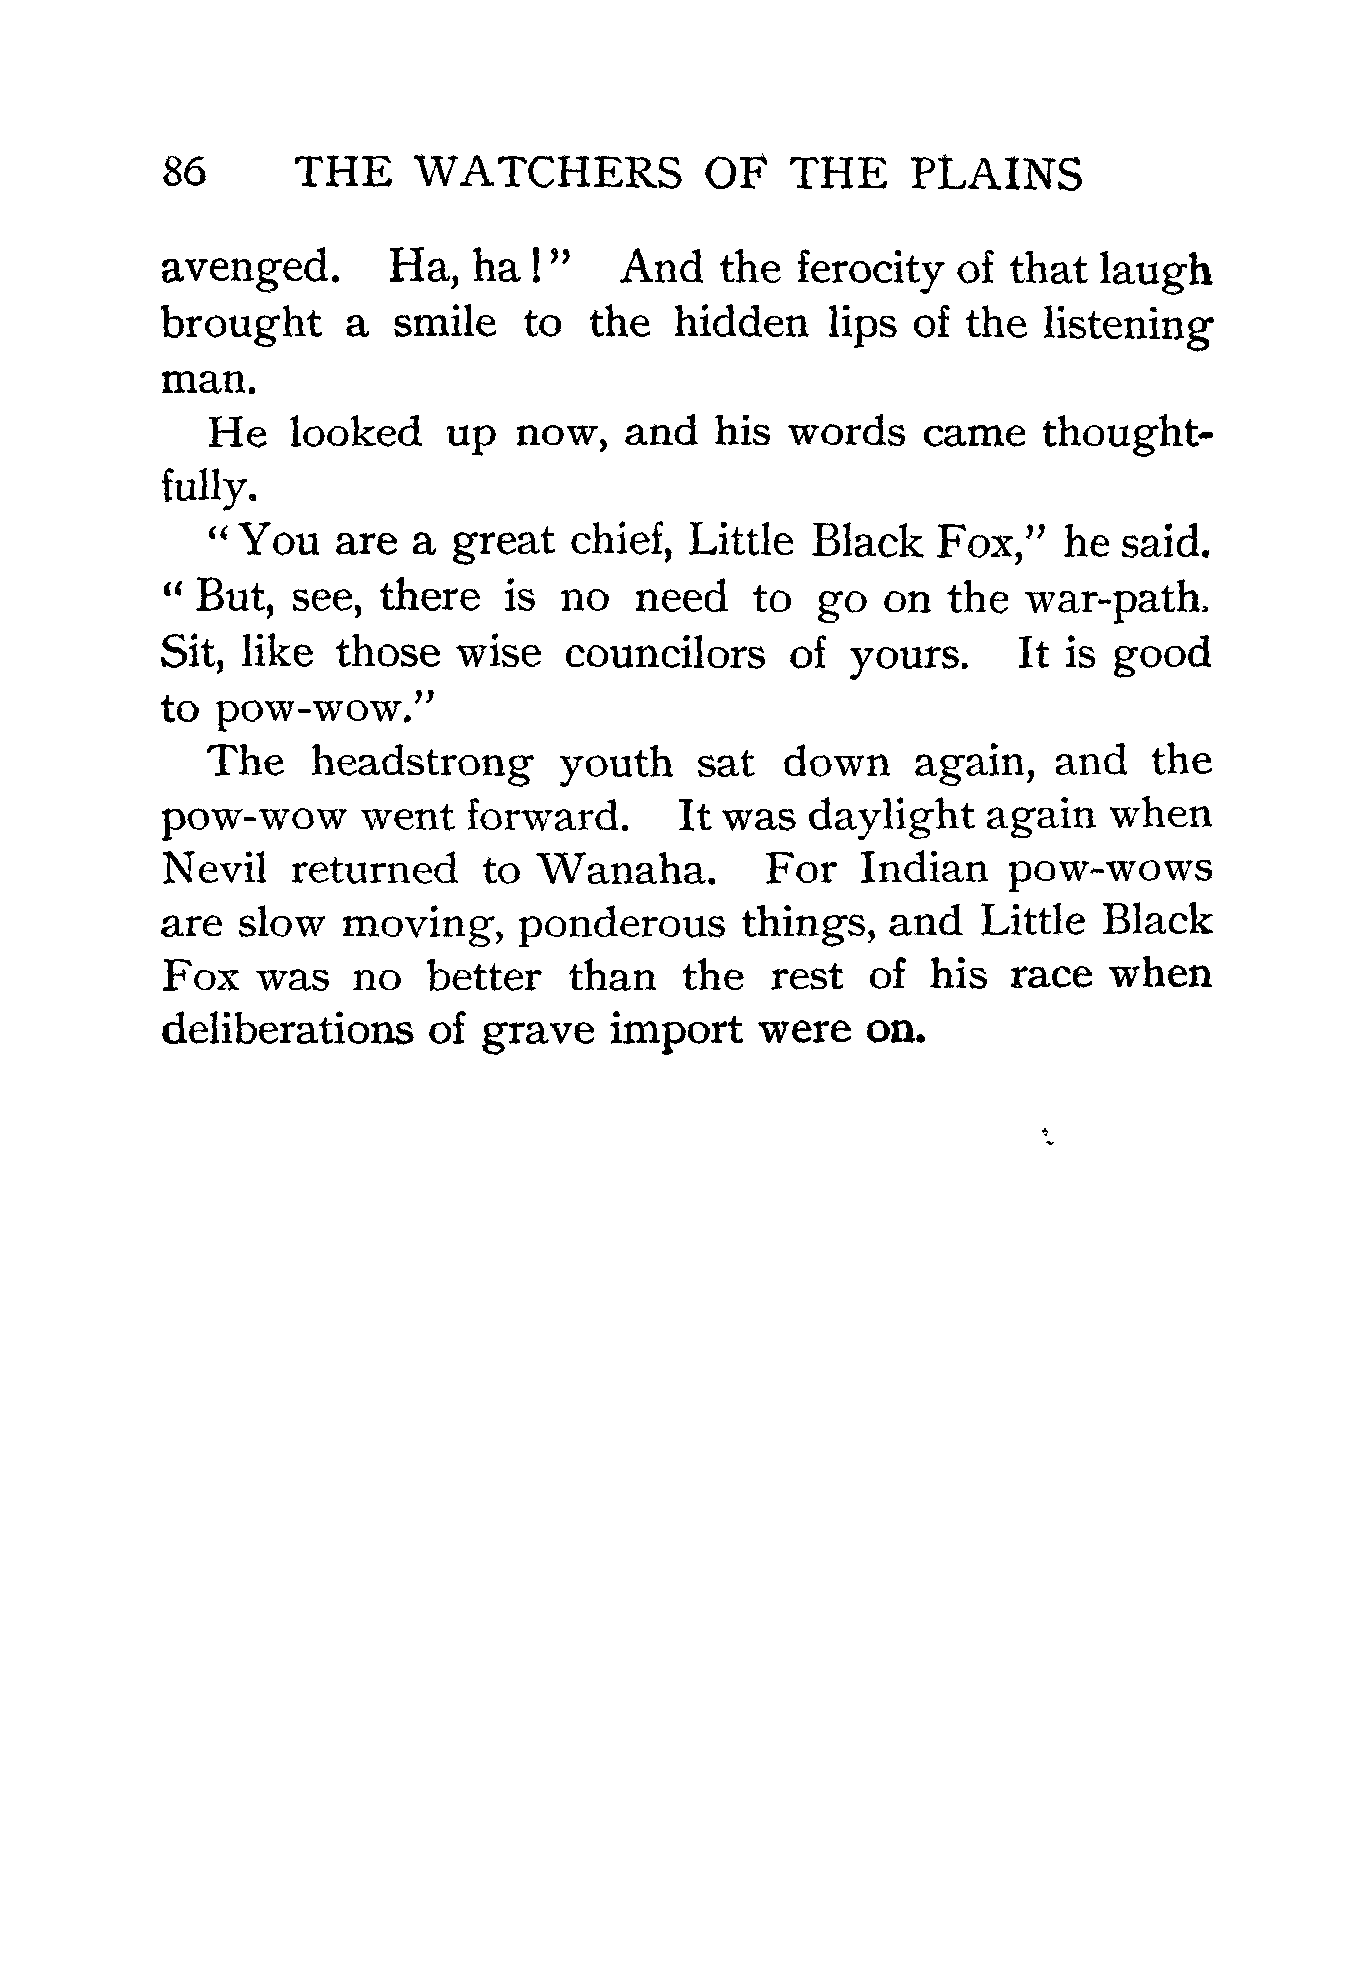 86 THE WATCHERS OF THE PLAINS
avenged. Ha, ha!" And the ferocity of that laugh
brought a smile to the hidden lips of the listening
man.
He looked up now, and his words came thought-
fully.
"You are a great chief, Little Black Fox," he said.
"But, see, there is no need to go on the war-path.
Sit, like those wise councilors of yours. It is good
to pow-wow."
The headstrong youth sat down again, and the
pow-wow went forward. It was daylight again when
Nevil returned to Wanaha. For Indian pow-wows
are slow moving, ponderous things, and Little Black
Fox was no better than the rest of his race when
deliberations of grave import were on.